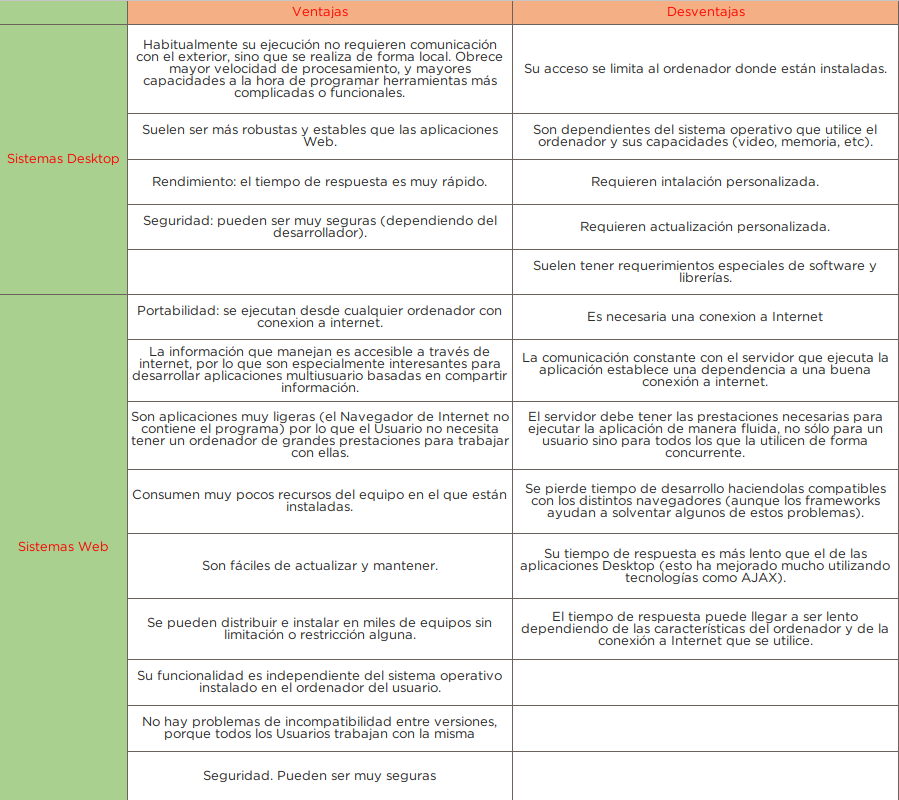 Ventajas
Desventajas
Sistemas Desktop
Habitualmente su ejecución no requieren comunicación
con el exterior, sino que se realiza de forma local. Obrece
mayor velocidad de procesamiento, y mayores
capacidades a la hora de programar herramientas más
complicadas o funcionales.
Su acceso se limita al ordenador donde están instaladas.
Suelen ser más robustas y estables que las aplicaciones
Web.
Son dependientes del sistema operativo que utilice el
ordenador y sus capacidades (video, memoria, etc).
Rendimiento: el tiempo de respuesta es muy rápido.
Requieren intalación personalizada.
Seguridad: pueden ser muy seguras (dependiendo del
desarrollador).
Requieren actualización personalizada.
Suelen tener requerimientos especiales de software y
librerías.
Sistemas Web
Portabilidad: se ejecutan desde cualquier ordenador con
conexion a internet.
Es necesaria una conexion a Internet
La información que manejan es accesible a través de
internet, por lo que son especialmente interesantes para
desarrollar aplicaciones multiusuario basadas en compartir
información.
La comunicación constante con el servidor que ejecuta la
aplicación establece una dependencia a una buena
conexión a internet.
Son aplicaciones muy ligeras (el Navegador de Internet no
contiene el programa) por lo que el Usuario no necesita
tener un ordenador de grandes prestaciones para trabajar
con ellas.
El servidor debe tener las prestaciones necesarias para
ejecutar la aplicación de manera fluida, no sólo para un
usuario sino para todos los que la utilicen de forma
concurrente.
Consumen muy pocos recursos del equipo en el que están
instaladas.
Se pierde tiempo de desarrollo haciendolas compatibles
con los distintos navegadores (aunque los frameworks
ayudan a solventar algunos de estos problemas).
Son fáciles de actualizar y mantener.
Su tiempo de respuesta es más lento que el de las
aplicaciones Desktop (esto ha mejorado mucho utilizando
tecnologías como AJAX).
Se pueden distribuir e instalar en miles de equipos sin
limitación o restricción alguna.
El tiempo de respuesta puede llegar a ser lento
dependiendo de las características del ordenador y de la
conexión a Internet que se utilice.
Su funcionalidad es independiente del sistema operativo
instalado en el ordenador del usuario.
No hay problemas de incompatibilidad entre versiones,
porque todos los Usuarios trabajan con la misma
Seguridad. Pueden ser muy seguras